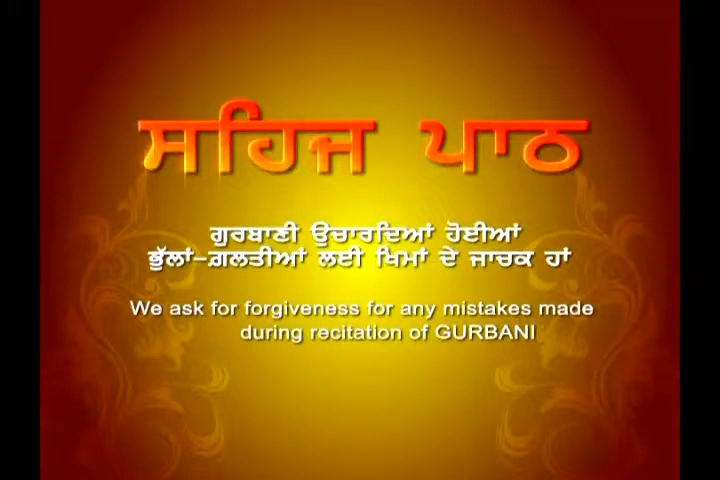 ਸਹਿਜ ਪਾਠ
ਗੁਰਬਾਣੀ ਉਚਾਰਦਿਆਂ ਹੋਈਆਂ
ਭੁੱਲਾਂ-ਗ਼ਲਤੀਆਂ ਲਈ ਖਿਮਾਂ ਦੇ ਜਾਚਕ ਹਾਂ
We ask for forgiveness for any mistakes made
during recitation of GURBANI